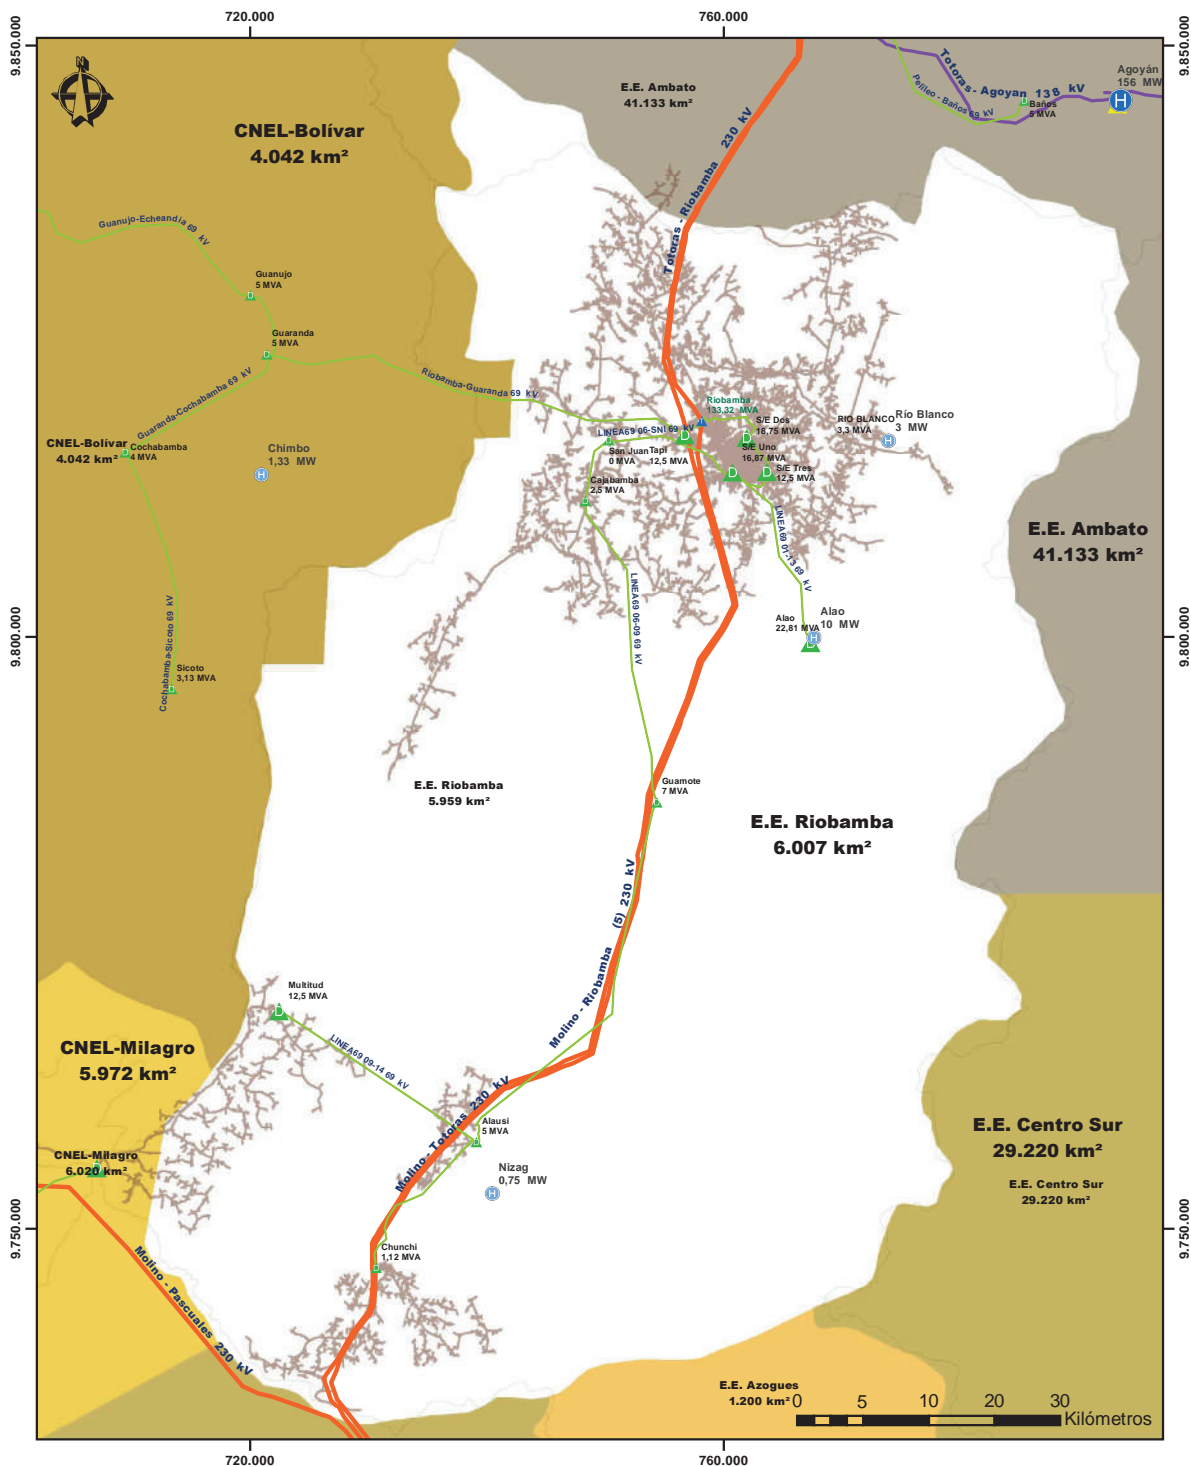 720.000
760.000
9.850.000
9.850.000
N
E.E. Ambato
41.133 km²
Totoras - Agoyan 138 kV
Pelileo - Baños 69 kV
Baños
5 MVA
Agoyán
156 MW
H
CNEL-Bolívar
4.042 km²
Totoras - Riobamba 230 kV
Guanujo-Echeandia 69 kV
Guanujo
5 MVA
Guaranda
5 MVA
Riobamba-Guaranda 69 kV
Guaranda-Cochabamba 69 kV
CNEL-Bolívar
4.042 km²
Cochabamba
4 MVA
Chimbo
1,33 MW
H
Riobamba
133,32 MVA
LINEA69 06-SNI 69 kV
S/E Dos
18,75 MVA
RIO BLANCO
3,3 MVA
Río Blanco
3 MW
H
San Juan
0 MVA
Tapi
12,5 MVA
S/E Uno
16,87 MVA
S/E Tres
12,5 MVA
Cajabamba
2,5 MVA
LINEA69 01-13 69 kV
E.E. Ambato
41.133 km²
LINEA69 06-09 69 kV
Alao
22,81 MVA
Alao
10 MW
H
9.800.000
9.800.000
Cochabamba-Sicoto 69 kV
Sicoto
3,13 MVA
E.E. Riobamba
5.959 km²
Guamote
7 MVA
E.E. Riobamba
6.007 km²
Molino - Riobamba (5) 230 kV
Multitud
12,5 MVA
LINEA69 09-14 69 kV
CNEL-Milagro
5.972 km²
Molino - Totoras 230 kV
Alausi
5 MVA
E.E. Centro Sur
29.220 km²
CNEL-Milagro
6.020 km²
Nizag
0,75 MW
H
E.E. Centro Sur
29.220 km²
9.750.000
9.750.000
Chunchi
1,12 MVA
Molino - Pascuales 230 kV
E.E. Azogues
1.200 km²
0 5 10 20 30
Kilómetros
720.000
760.000